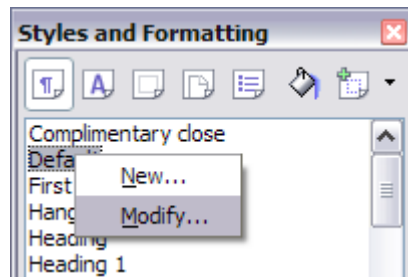 Styles and Formatting
Complimentary close
Defa
New...
First
Hang
Modify...
Heading
Heading 1